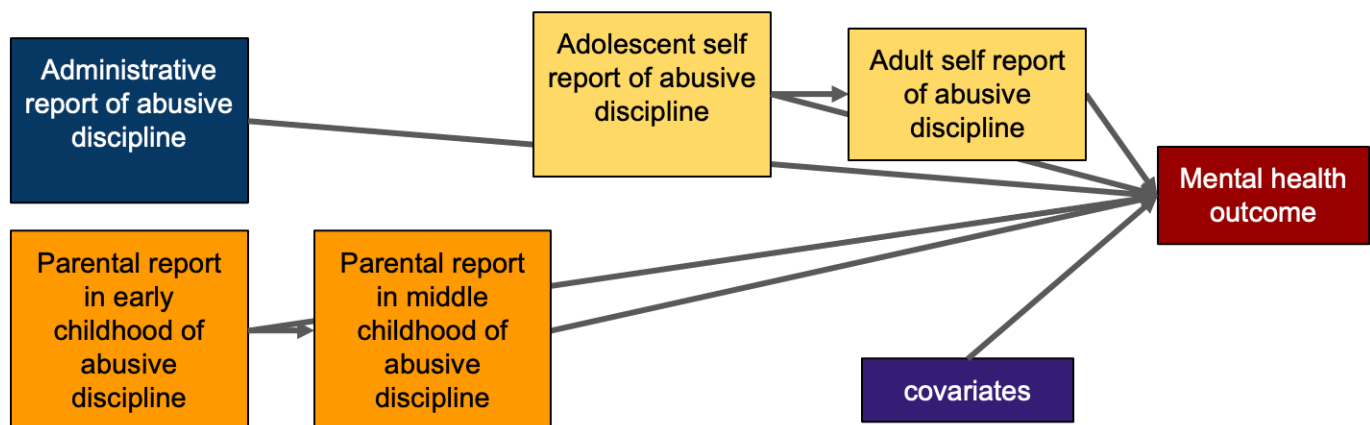 Administrative
report of abusive
discipline
Adolescent self
report of abusive
discipline
Adult self report
of abusive
discipline
Mental health
outcome
Parental report
in early
childhood of
abusive
discipline
Parental report
in middle
childhood of
abusive
discipline
covariates